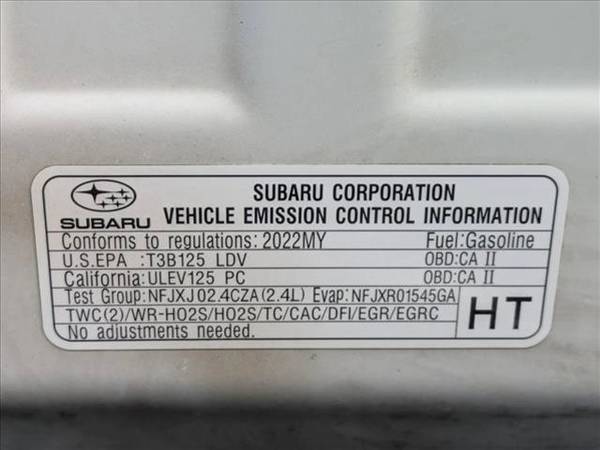 SUBARU CORPORATION
SUBARU VEHICLE EMISSION CONTROL INFORMATION
Conforms to regulations: 2022MY Fuel:Gasoline
U.S.EPA :T3B125 LDV OBD:CA II
California:ULEV125 PC OBD:CA II
Test Group:NFJXJ02.4CZA(2.4L) Evap:NFJXR01545GA
TWC(2)/WR-HO2S/HO2S/TC/CAC/DFI/EGR/EGRC
No adjustments needed.
HT